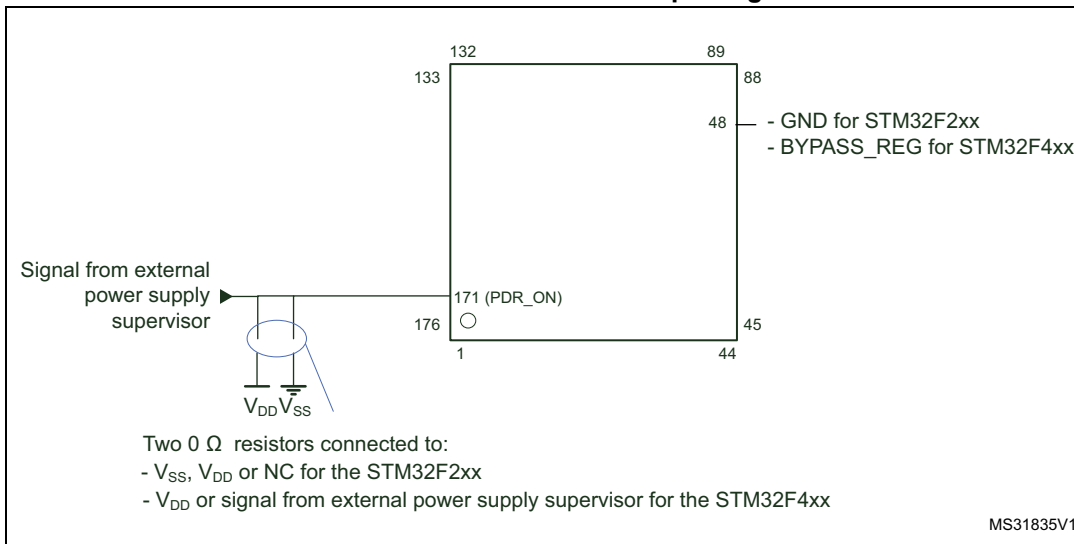 132 89
133 88
48 - GND for STM32F2xx
- BYPASS_REG for STM32F4xx
Signal from external
power supply
supervisor
171 (PDR_ON)
176 45
1 44
VDD VSS
Two 0 Ω resistors connected to:
- VSS, VDD or NC for the STM32F2xx
- VDD or signal from external power supply supervisor for the STM32F4xx
MS31835V1